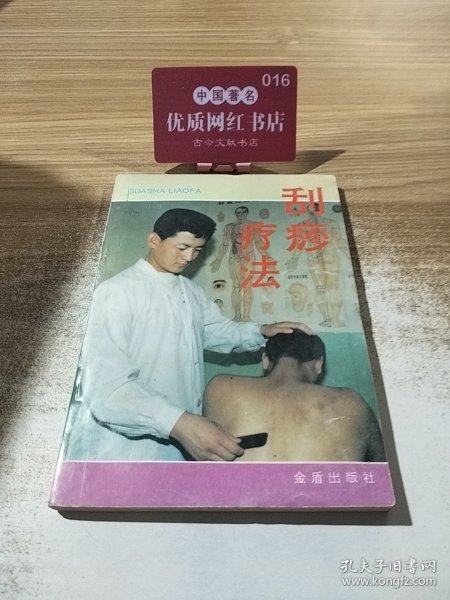 016
中国著名
优质网红书店
古今文献书店
GUASHA LIAOFA
刮痧
疗法
金盾出版社
孔夫子旧书网
www.kongfz.com